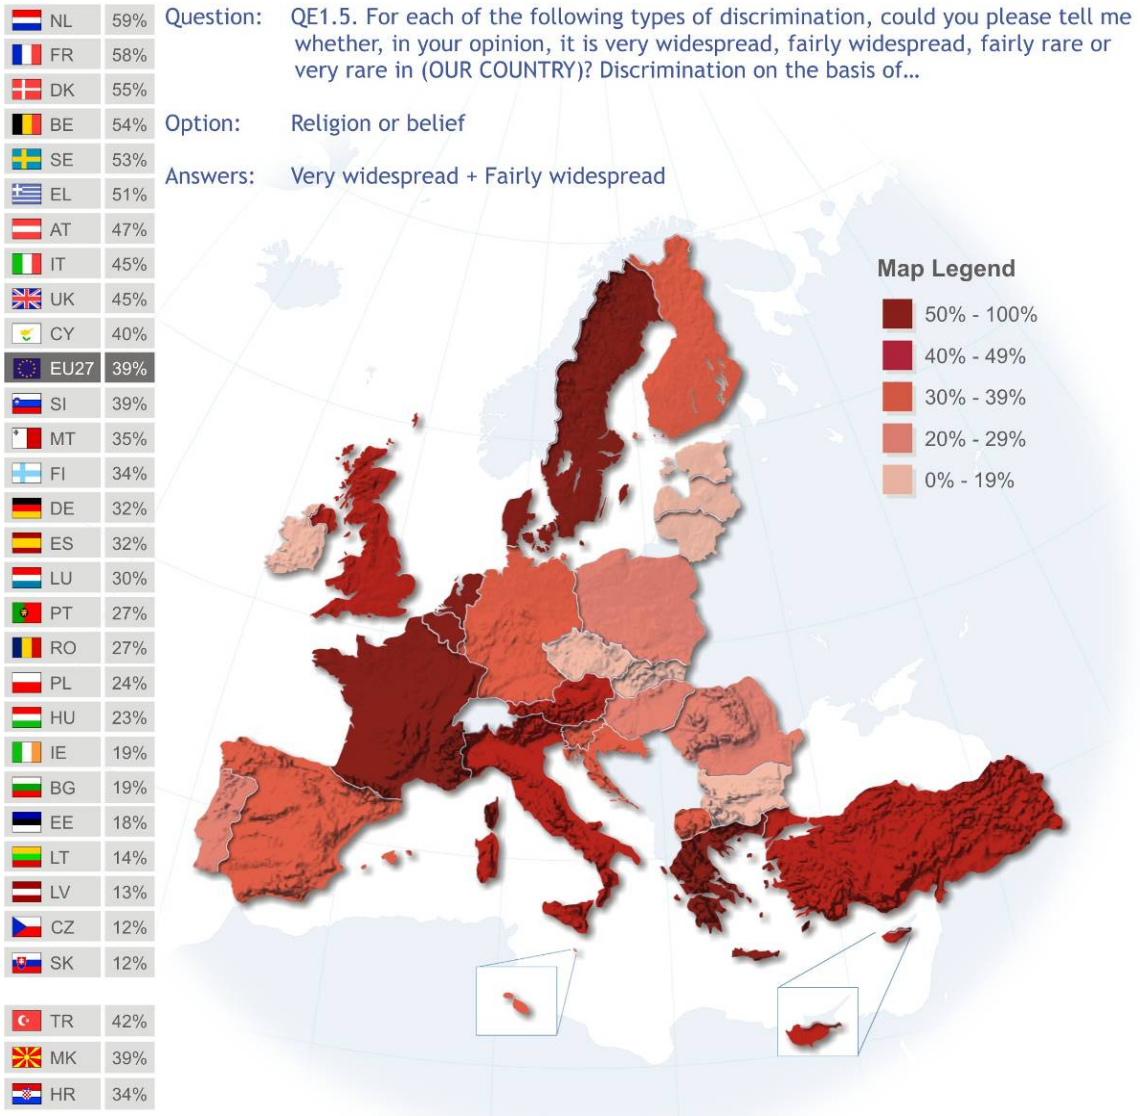 NL 59%
FR 58%
DK 55%
BE 54%
SE 53%
EL 51%
AT 47%
IT 45%
UK 45%
CY 40%
EU27 39%
SI 39%
MT 35%
FI 34%
DE 32%
ES 32%
LU 30%
PT 27%
RO 27%
PL 24%
HU 23%
IE 19%
BG 19%
EE 18%
LT 14%
LV 13%
CZ 12%
SK 12%
TR 42%
MK 39%
HR 34%
Question: QE1.5. For each of the following types of discrimination, could you please tell me
whether, in your opinion, it is very widespread, fairly widespread, fairly rare or
very rare in (OUR COUNTRY)? Discrimination on the basis of…
Option: Religion or belief
Answers: Very widespread + Fairly widespread
Map Legend
50% - 100%
40% - 49%
30% - 39%
20% - 29%
0% - 19%